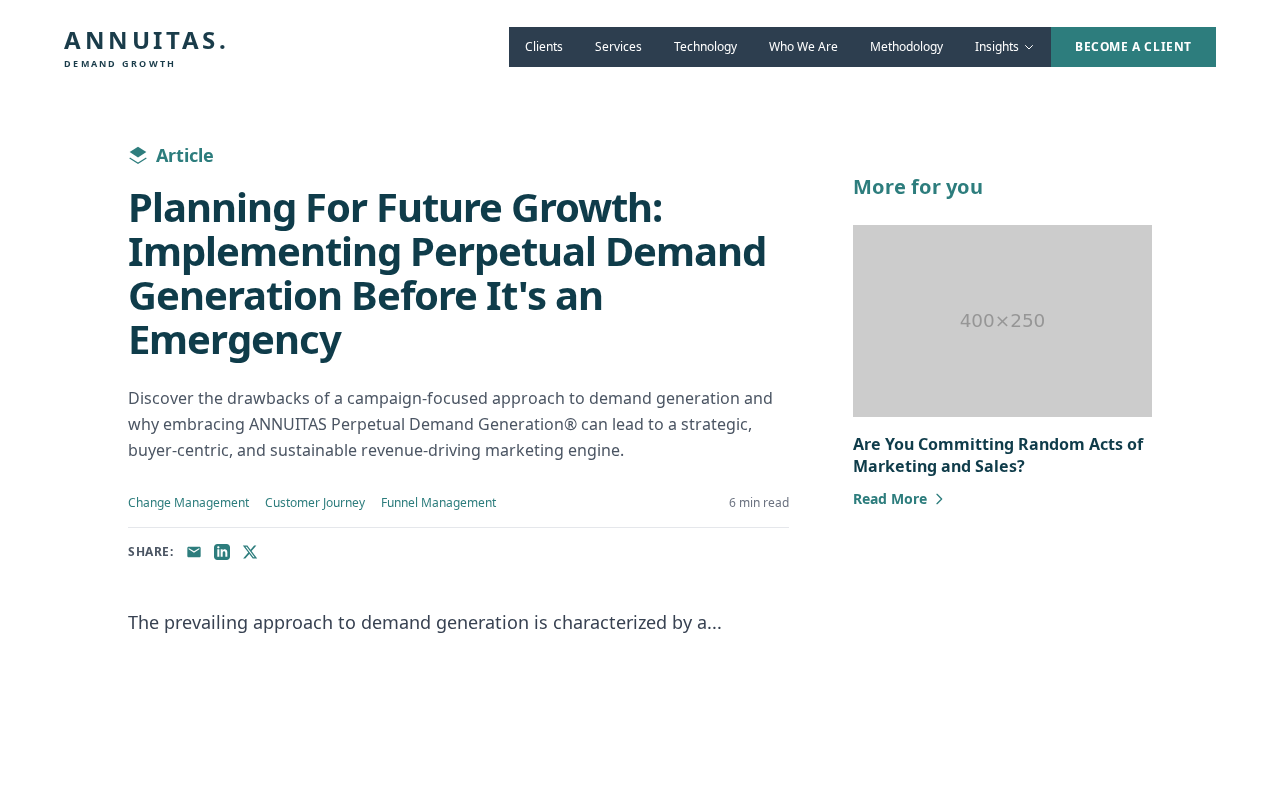 ANNUITAS.
DEMAND GROWTH
Clients Services Technology Who We Are Methodology Insights BECOME A CLIENT
Article
Planning For Future Growth:
Implementing Perpetual Demand
Generation Before It's an
Emergency
Discover the drawbacks of a campaign-focused approach to demand generation and
why embracing ANNUITAS Perpetual Demand Generation® can lead to a strategic,
buyer-centric, and sustainable revenue-driving marketing engine.
Change Management Customer Journey Funnel Management 6 min read
SHARE:
The prevailing approach to demand generation is characterized by a...
More for you
400×250
Are You Committing Random Acts of
Marketing and Sales?
Read More